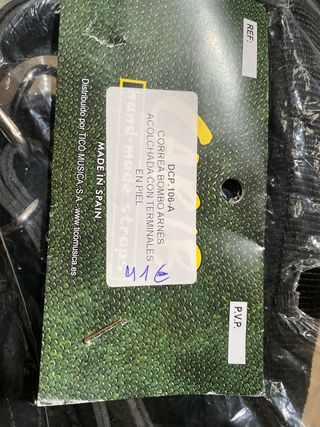 REF:
DCP 106-A
CORREA BOMBO ARNÉS
ACOLCHADA CON TERMINALES
EN PIEL
41€
hand-made straps
MADE IN SPAIN
Distribuido por TICO MUSICA, S.A. · www.ticomusica.es
P.V.P.